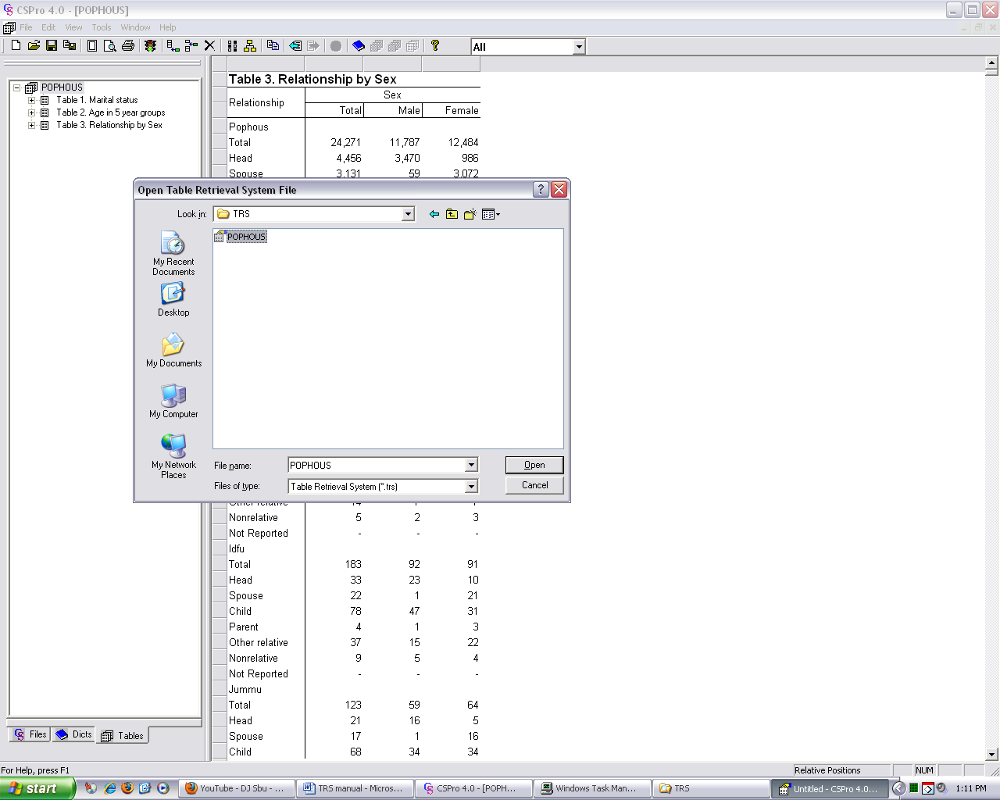 CSPro 4.0 - [POPHOUS]
File Edit View Tools Window Help
All
POPHOUS
Table 1. Marital status
Table 2. Age in 5 year groups
Table 3. Relationship by Sex
Table 3. Relationship by Sex
Relationship
Sex
Total Male Female
Pophous
Total 24,271 11,787 12,484
Head 4,456 3,470 986
Spouse 3,131 59 3,072
Open Table Retrieval System File
Look in: TRS
POPHOUS
My Recent
Documents
Desktop
My Documents
My Computer
My Network
Places
File name: POPHOUS Open
Files of type: Table Retrieval System (*.trs) Cancel
Other relative 14
Nonrelative 5 2 3
Not Reported - - -
Idfu
Total 183 92 91
Head 33 23 10
Spouse 22 1 21
Child 78 47 31
Parent 4 1 3
Other relative 37 15 22
Nonrelative 9 5 4
Not Reported - - -
Jummu
Total 123 59 64
Head 21 16 5
Spouse 17 1 16
Child 68 34 34
Files Dicts Tables
For Help, press F1 Relative Positions NUM
start YouTube - DJ Sbu - ... TRS manual - Micros... CSPro 4.0 - [POPH... Windows Task Man... TRS Untitled - CSPro 4.0... 1:11 PM